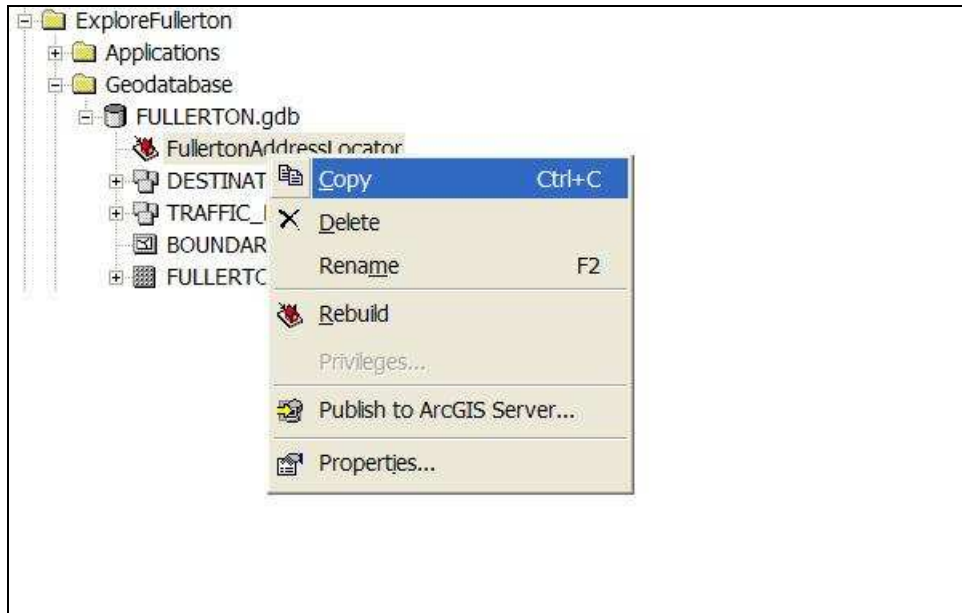 ExploreFullerton
Applications
Geodatabase
FULLERTON.gdb
FullertonAddressLocator
DESTINAT
TRAFFIC_
BOUNDAR
FULLERTO
Copy Ctrl+C
Delete
Rename F2
Rebuild
Privileges...
Publish to ArcGIS Server...
Properties...